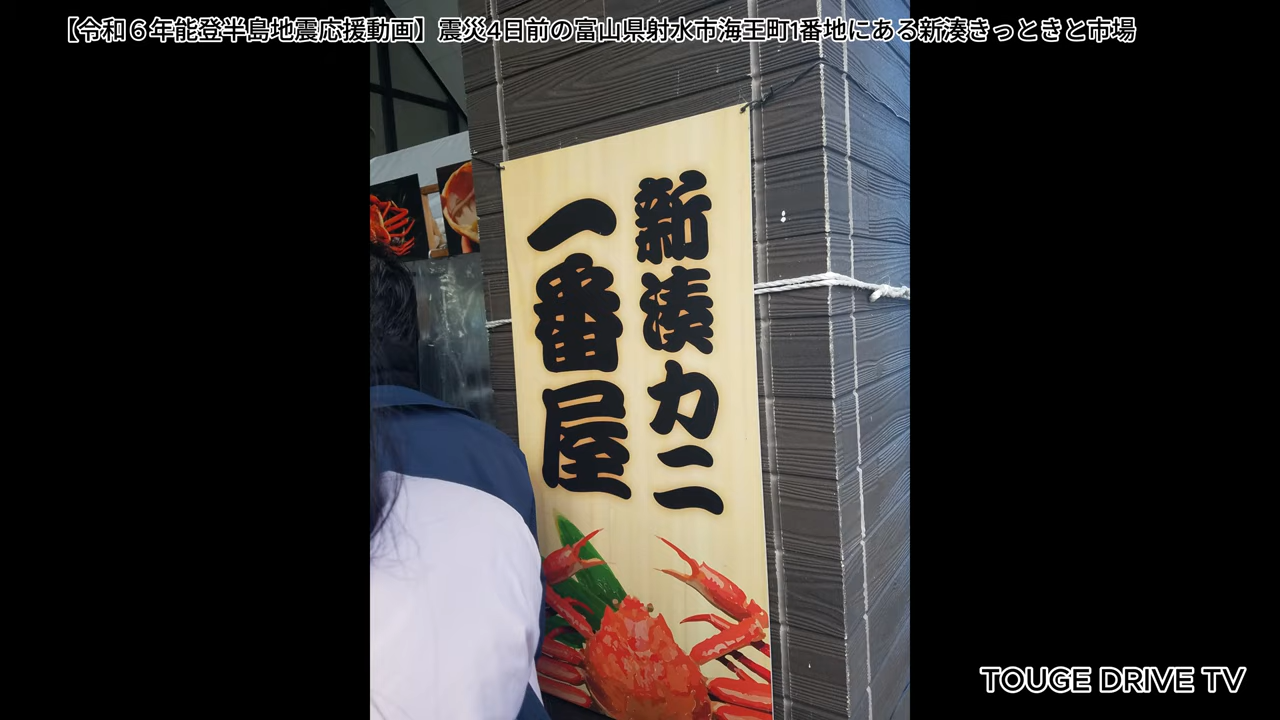 【令和６年能登半島地震応援動画】震災4日前の富山県射水市海王町1番地にある新湊きっときと市場
新湊カニ
一番屋
TOUGE DRIVE TV